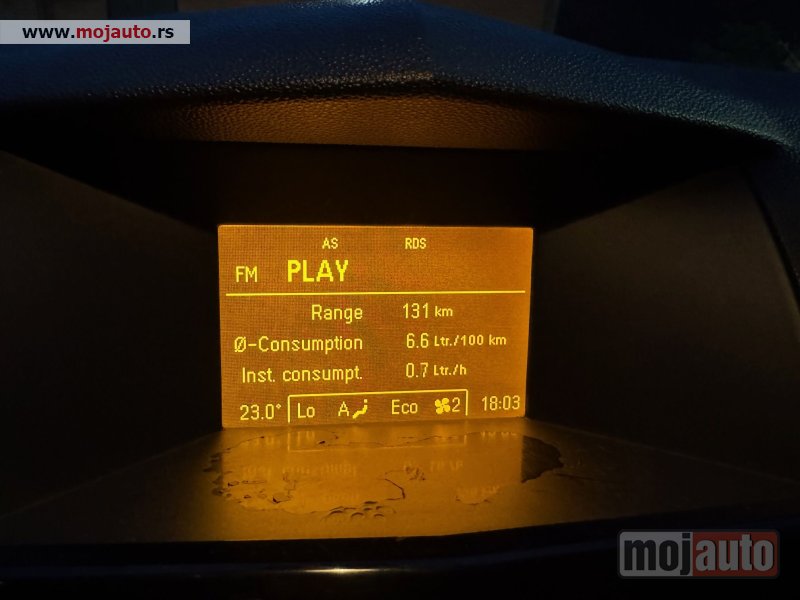 www.mojauto.rs
AS RDS
FM PLAY
Range 131 km
Ø-Consumption 6.6 Ltr./100 km
Inst. consumpt. 0.7 Ltr./h
23.0° Lo A Eco 2 18:03
mojauto